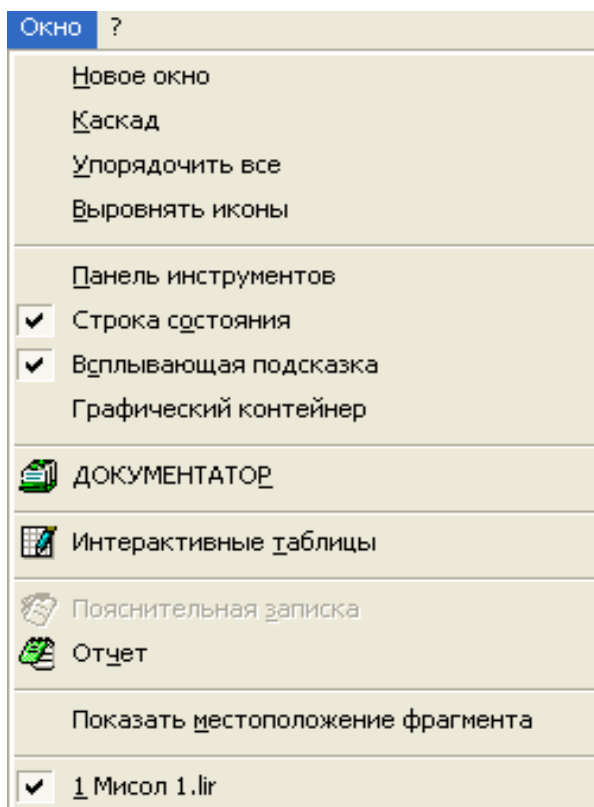 Окно ?
Новое окно
Каскад
Упорядочить все
Выровнять иконы
Панель инструментов
Строка состояния
Всплывающая подсказка
Графический контейнер
ДОКУМЕНТАТОР
Интерактивные таблицы
Пояснительная записка
Отчет
Показать местоположение фрагмента
1 Мисол 1.lir